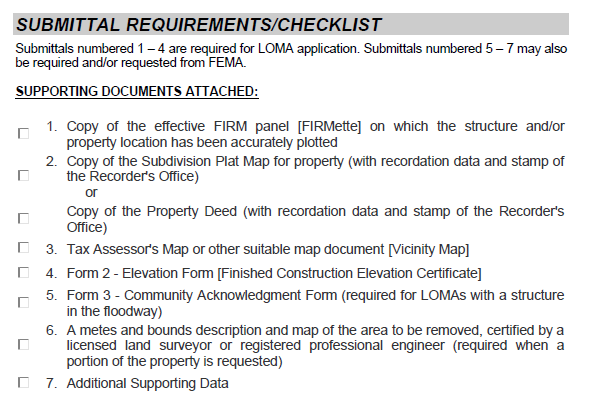 SUBMITTAL REQUIREMENTS/CHECKLIST
Submittals numbered 1 – 4 are required for LOMA application. Submittals numbered 5 – 7 may also
be required and/or requested from FEMA.
SUPPORTING DOCUMENTS ATTACHED:
1. Copy of the effective FIRM panel [FIRMette] on which the structure and/or
property location has been accurately plotted
2. Copy of the Subdivision Plat Map for property (with recordation data and stamp of
the Recorder's Office)
or
Copy of the Property Deed (with recordation data and stamp of the Recorder's
Office)
3. Tax Assessor's Map or other suitable map document [Vicinity Map]
4. Form 2 - Elevation Form [Finished Construction Elevation Certificate]
5. Form 3 - Community Acknowledgment Form (required for LOMAs with a structure
in the floodway)
6. A metes and bounds description and map of the area to be removed, certified by a
licensed land surveyor or registered professional engineer (required when a
portion of the property is requested)
7. Additional Supporting Data